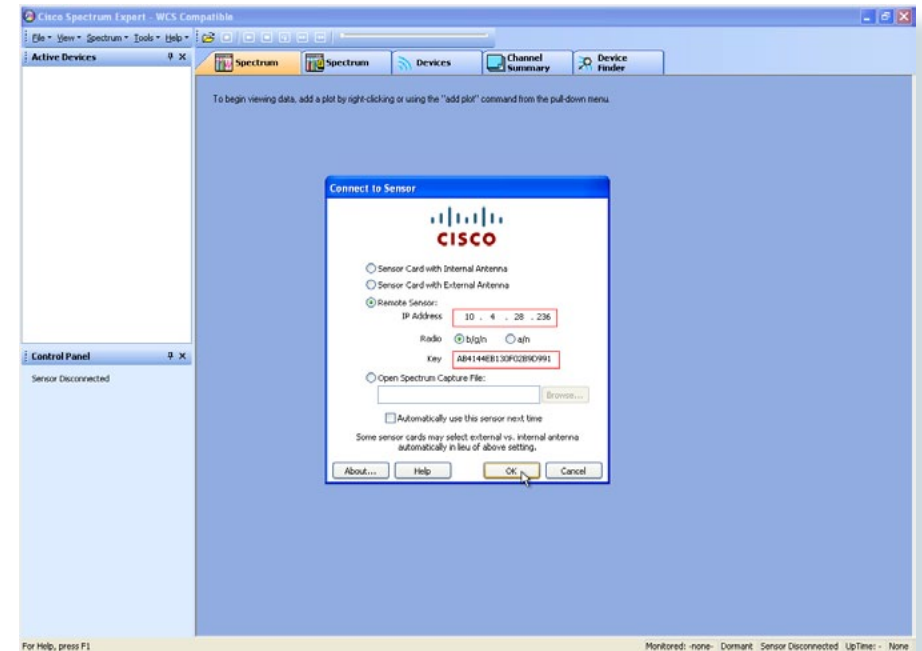 Cisco Spectrum Expert - WCS Compatible
File View Spectrum Tools Help
Active Devices
Spectrum Spectrum Devices Channel Summary Device Finder
To begin viewing data, add a plot by right-clicking or using the "add plot" command from the pull-down menu.
Connect to Sensor
CISCO
Sensor Card with Internal Antenna
Sensor Card with External Antenna
Remote Sensor:
IP Address 10 . 4 . 28 . 236
Radio b/g/n a/n
Key AB4144EB130F02B9D991
Open Spectrum Capture File:
Browse...
Automatically use this sensor next time
Some sensor cards may select external vs. internal antenna
automatically in lieu of above setting.
About... Help OK Cancel
Control Panel
Sensor Disconnected
For Help, press F1
Monitored: -none- Dormant Sensor Disconnected UpTime: - None